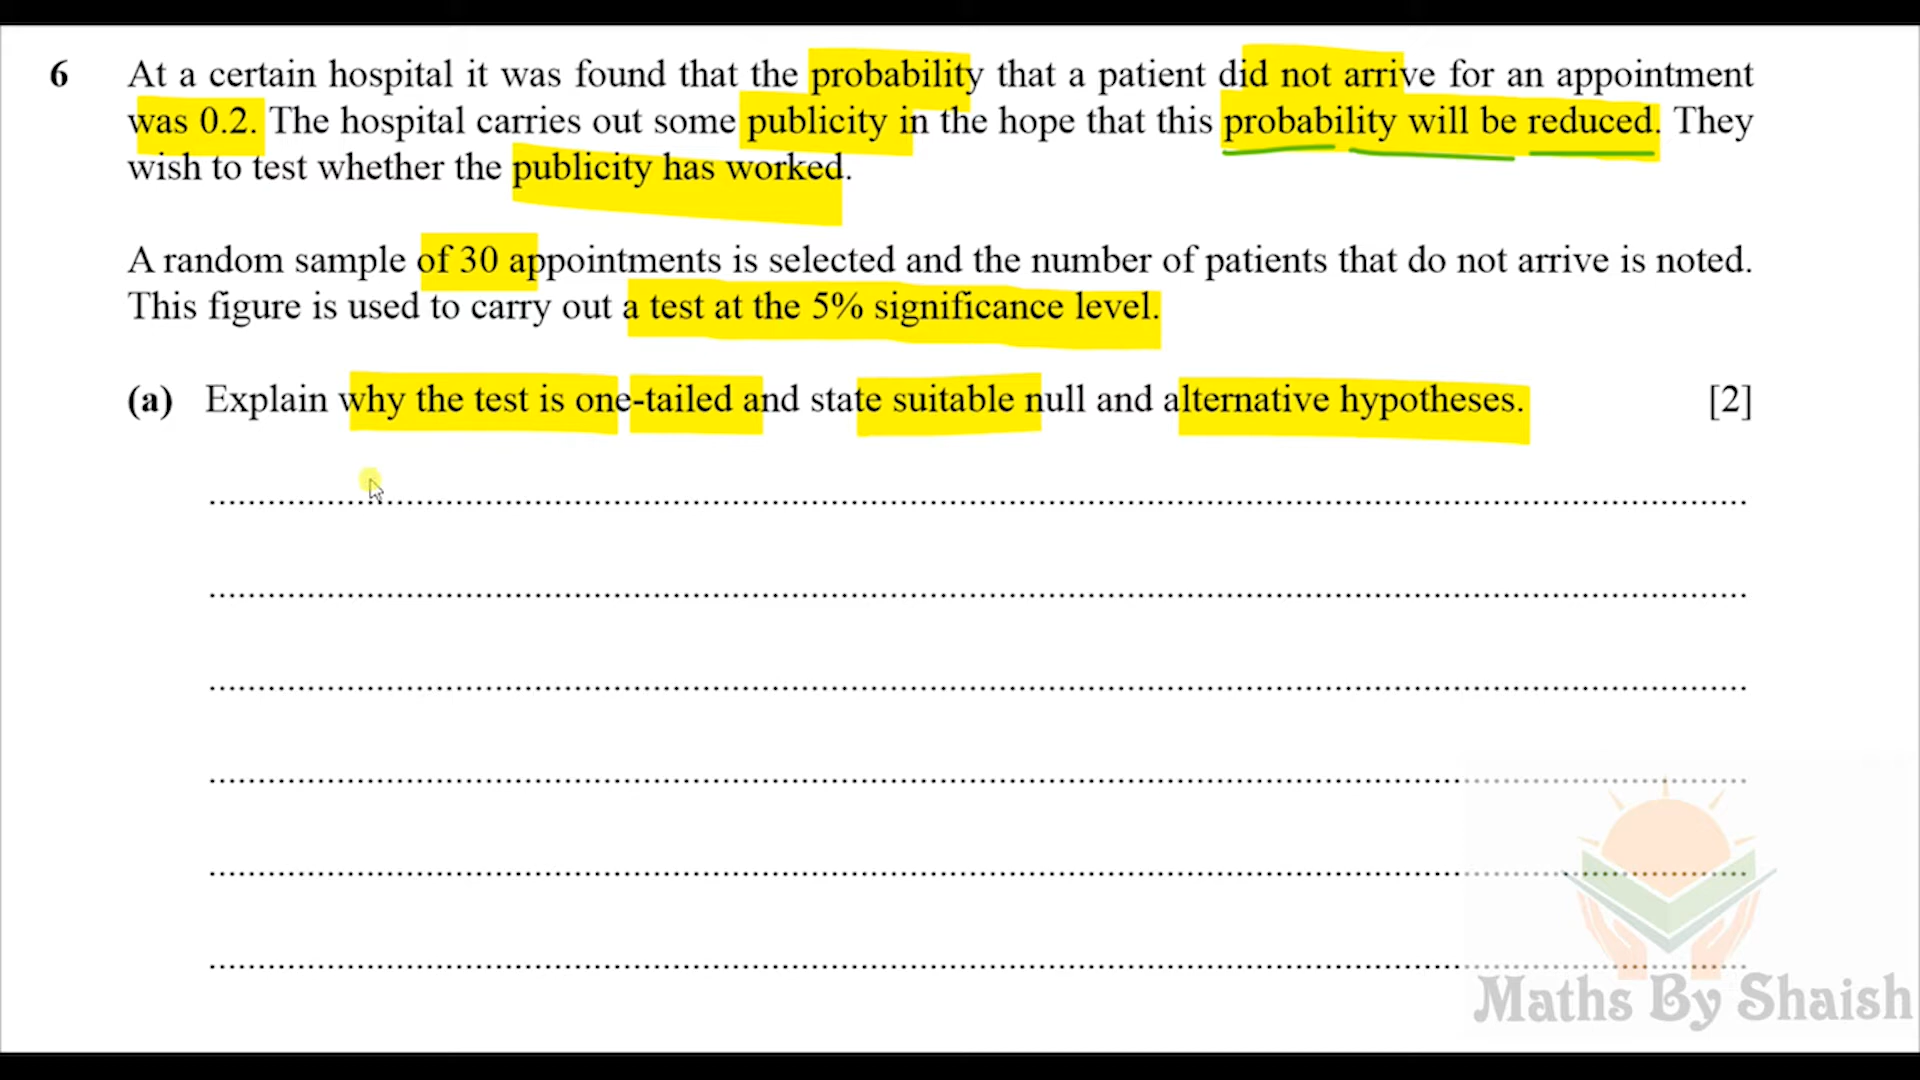 6 At a certain hospital it was found that the probability that a patient did not arrive for an appointment
was 0.2. The hospital carries out some publicity in the hope that this probability will be reduced. They
wish to test whether the publicity has worked.
A random sample of 30 appointments is selected and the number of patients that do not arrive is noted.
This figure is used to carry out a test at the 5% significance level.
(a) Explain why the test is one-tailed and state suitable null and alternative hypotheses. [2]
Maths By Shaish